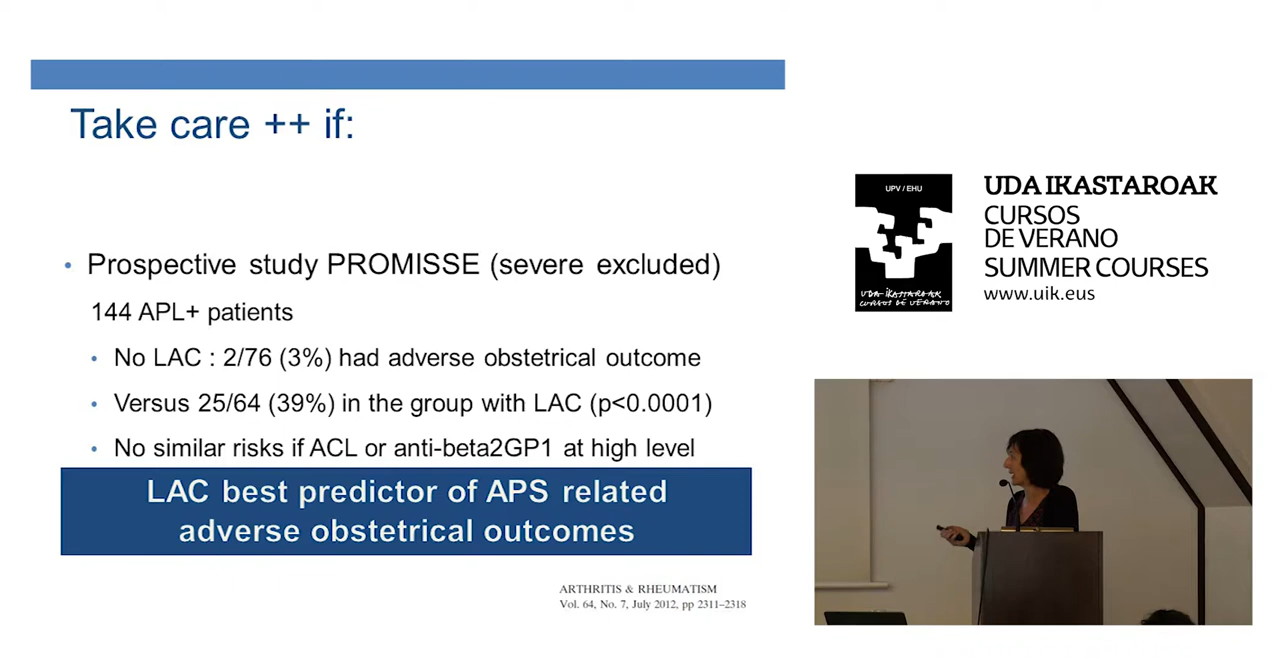 Take care ++ if:
• Prospective study PROMISSE (severe excluded)
144 APL+ patients
• No LAC : 2/76 (3%) had adverse obstetrical outcome
• Versus 25/64 (39%) in the group with LAC (p<0.0001)
• No similar risks if ACL or anti-beta2GP1 at high level
LAC best predictor of APS related
adverse obstetrical outcomes
ARTHRITIS & RHEUMATISM
Vol. 64, No. 7, July 2012, pp 2311–2318
UPV / EHU
UDA IKASTAROAK
CURSOS DE VERANO
UDA IKASTAROAK
CURSOS
DE VERANO
SUMMER COURSES
www.uik.eus